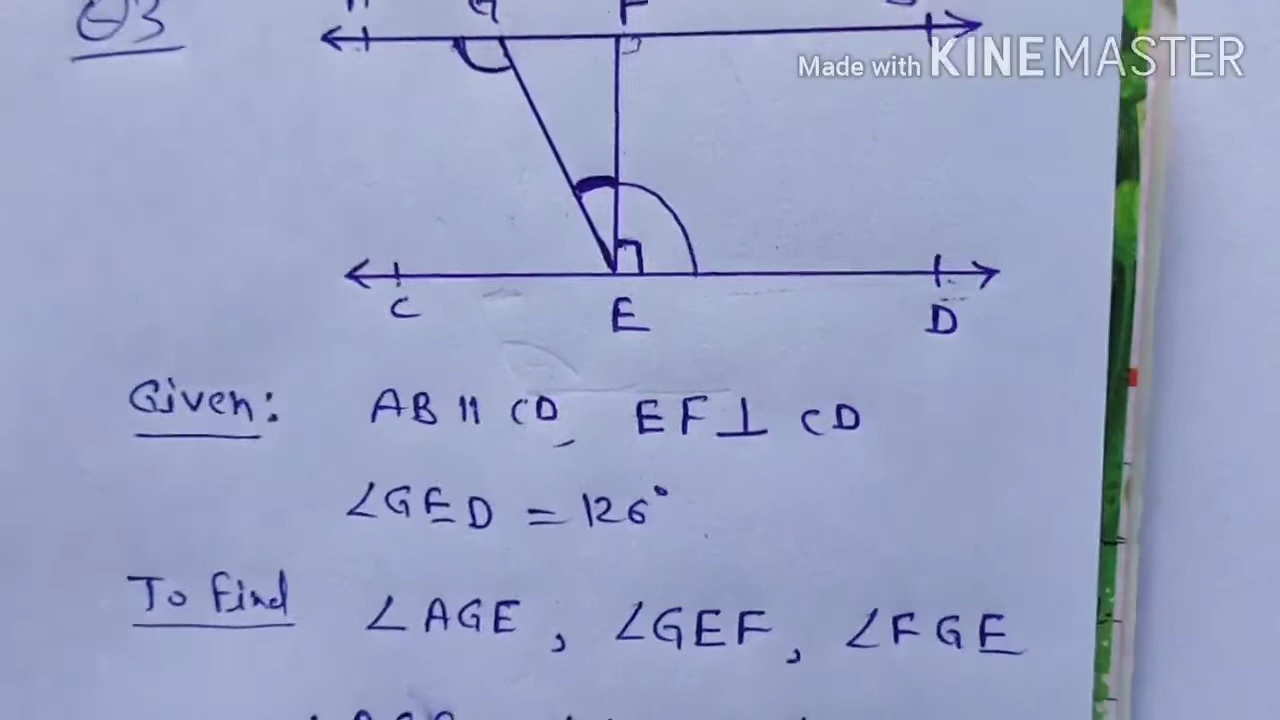 Q3
G F
Made with KINEMASTER
C E D
Given: AB || CD, EF ⊥ CD
∠GED = 126°
To Find ∠AGE, ∠GEF, ∠FGE